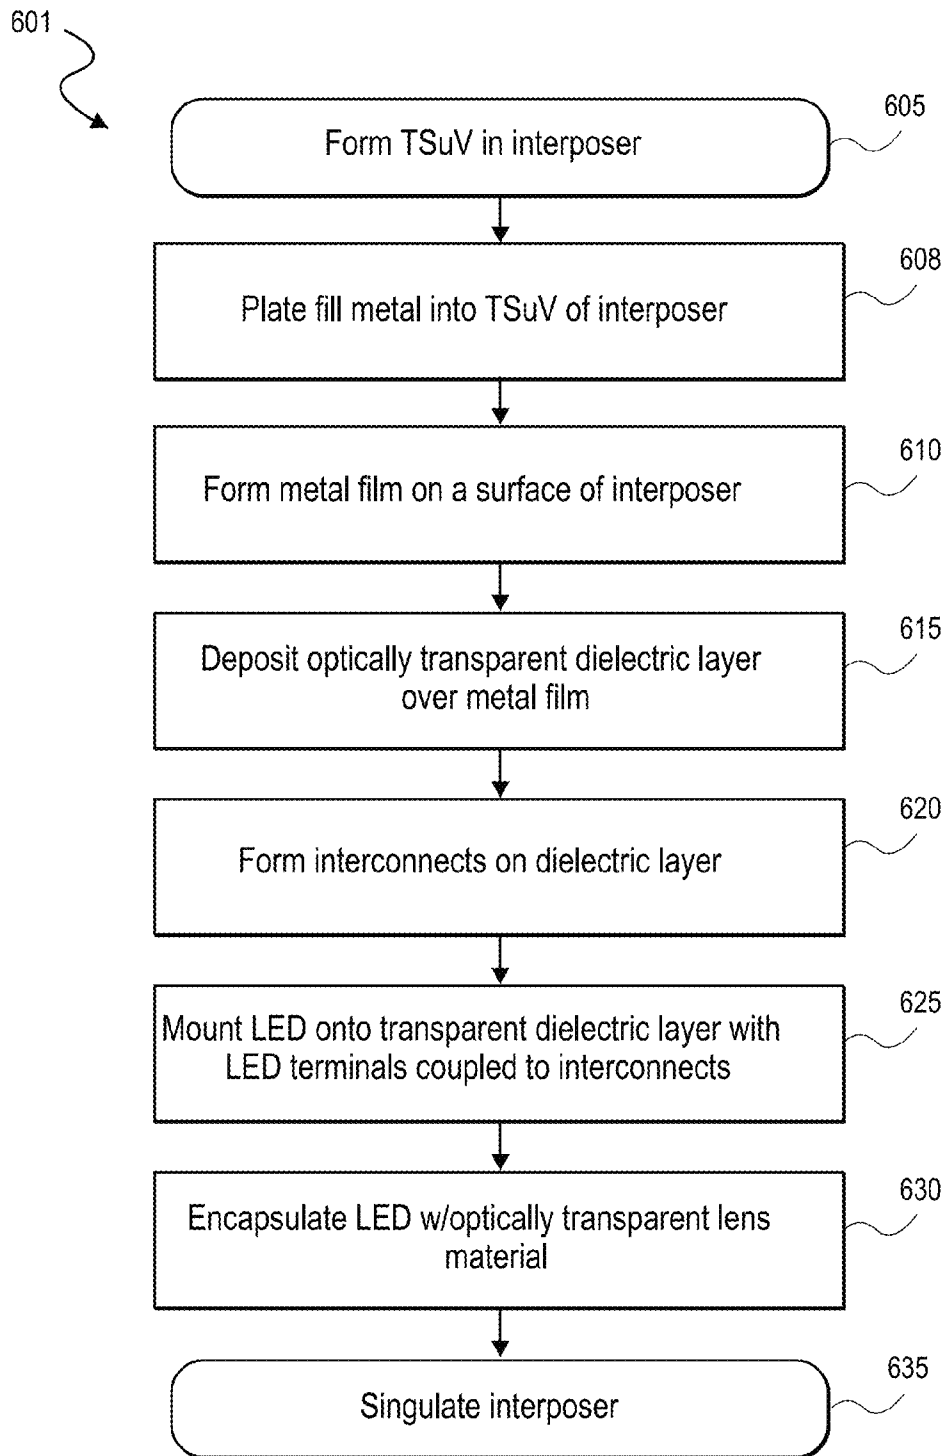 601
Form TSuV in interposer
605
Plate fill metal into TSuV of interposer
608
Form metal film on a surface of interposer
610
Deposit optically transparent dielectric layer
over metal film
615
Form interconnects on dielectric layer
620
Mount LED onto transparent dielectric layer with
LED terminals coupled to interconnects
625
Encapsulate LED w/optically transparent lens
material
630
Singulate interposer
635